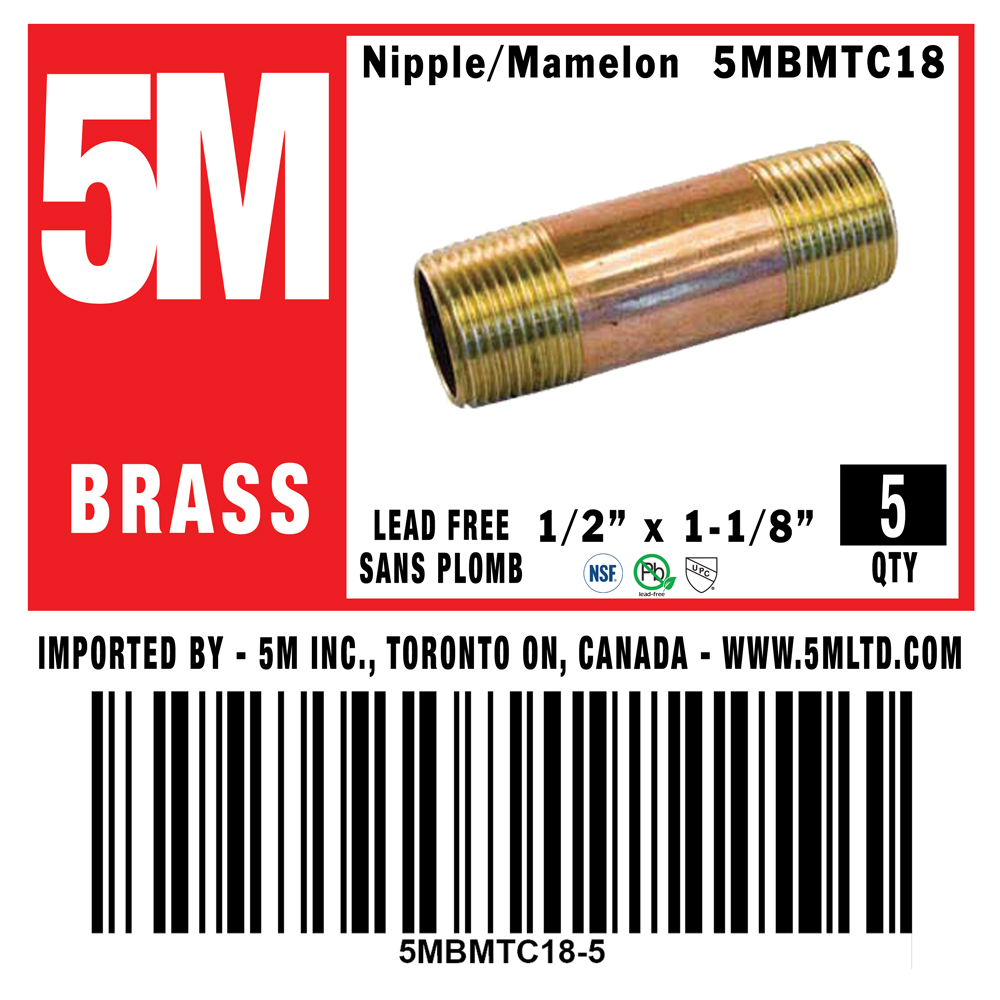 5M
BRASS
Nipple/Mamelon 5MBMTC18
LEAD FREE
SANS PLOMB
1/2” x 1-1/8”
NSF
Pb
lead-free
UPC
5
QTY
IMPORTED BY - 5M INC., TORONTO ON, CANADA - WWW.5MLTD.COM
5MBMTC18-5